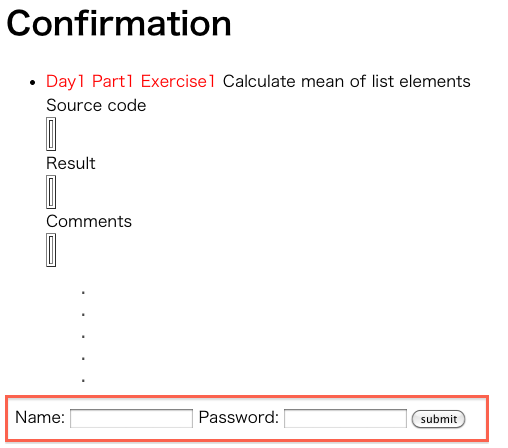 Confirmation
Day1 Part1 Exercise1 Calculate mean of list elements
Source code
Result
Comments
.
.
.
.
.
Name: Password: submit